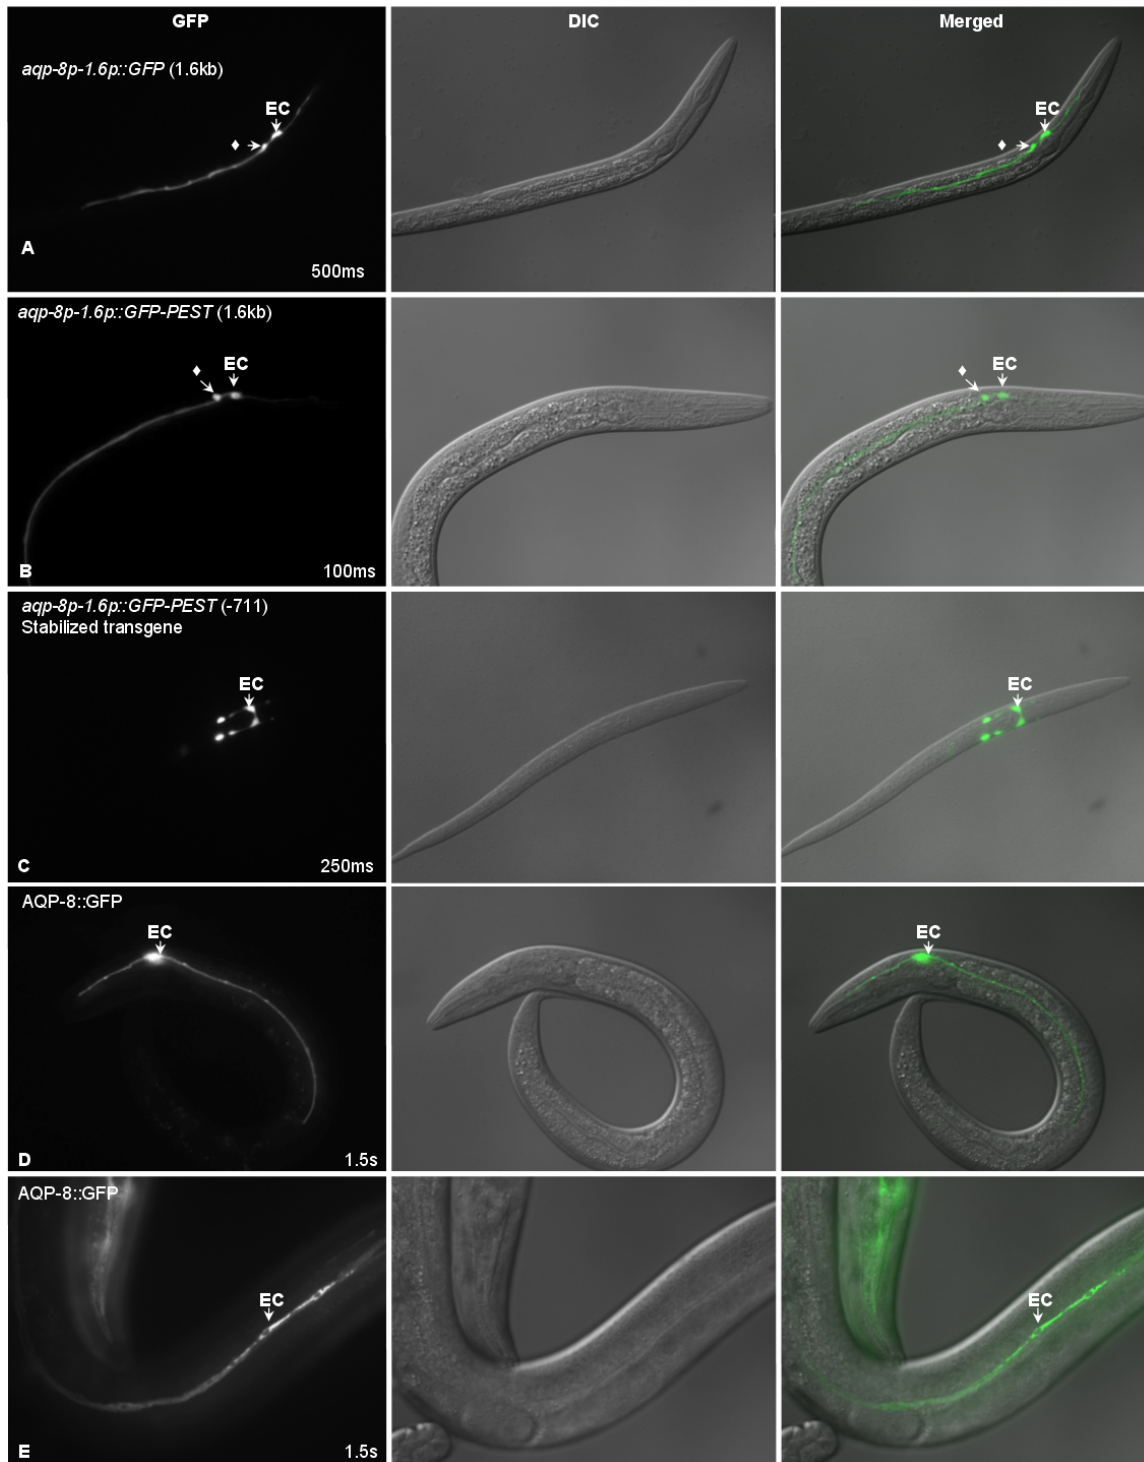 GFP DIC Merged
aqp-8p-1.6p::GFP (1.6kb)
EC EC
♦ ♦
A
500ms
aqp-8p-1.6p::GFP-PEST (1.6kb)
♦ EC ♦ EC
B 100ms
aqp-8p-1.6p::GFP-PEST (-711)
Stabilized transgene
EC EC
C 250ms
AQP-8::GFP
EC EC
D 1.5s
AQP-8::GFP
EC EC
E 1.5s